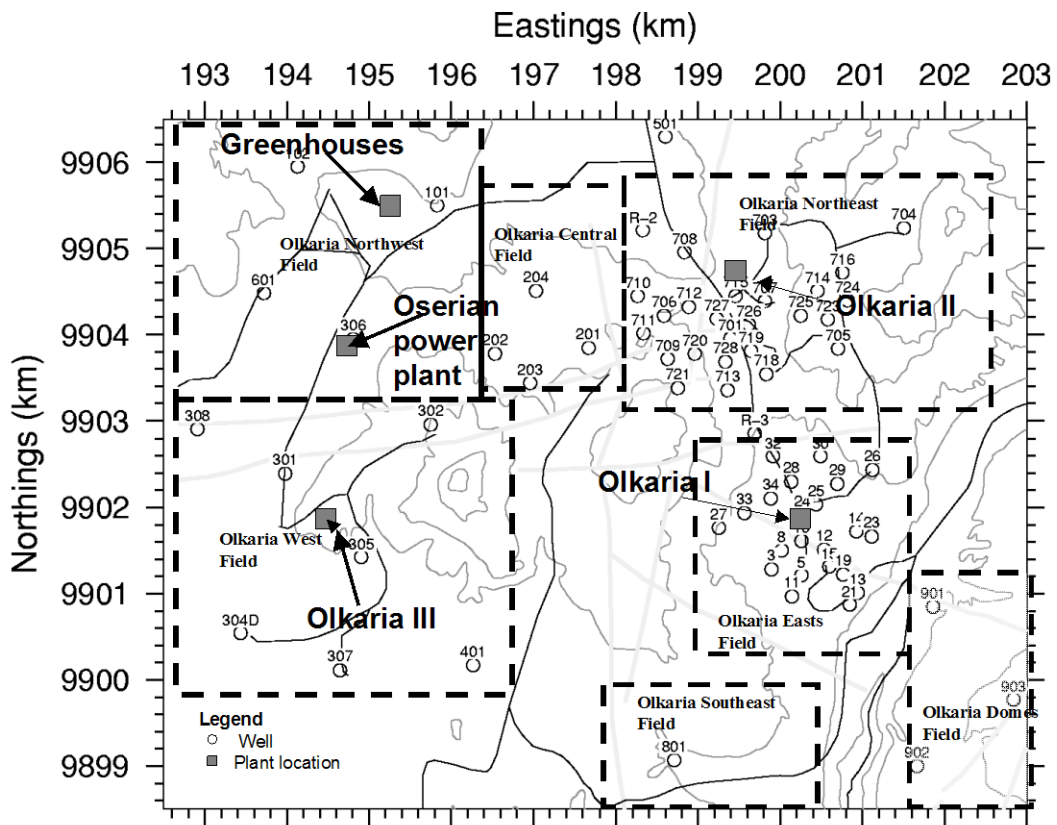 Eastings (km)
193 194 195 196 197 198 199 200 201 202 203
Northings (km)
9906
9905
9904
9903
9902
9901
9900
9899
Greenhouses
102
101
Olkaria Northwest
Field
601
306
Oserian
power
plant
Olkaria Central
Field
204
202
201
203
501
R-2
708
703
Olkaria Northeast
Field
704
716
714
724
710
706
712
711
727
726
701
725
723
Olkaria II
705
709
720
728
719
718
721
713
308
302
301
Olkaria West
Field
305
Olkaria III
304D
307
401
R-3
32
30
26
28
29
Olkaria I
34
25
33
24
27
14
23
8
12
3
5
15
19
11
13
21
Olkaria Easts
Field
901
903
Olkaria Domes
Field
902
Olkaria Southeast
Field
801
Legend
Well
Plant location